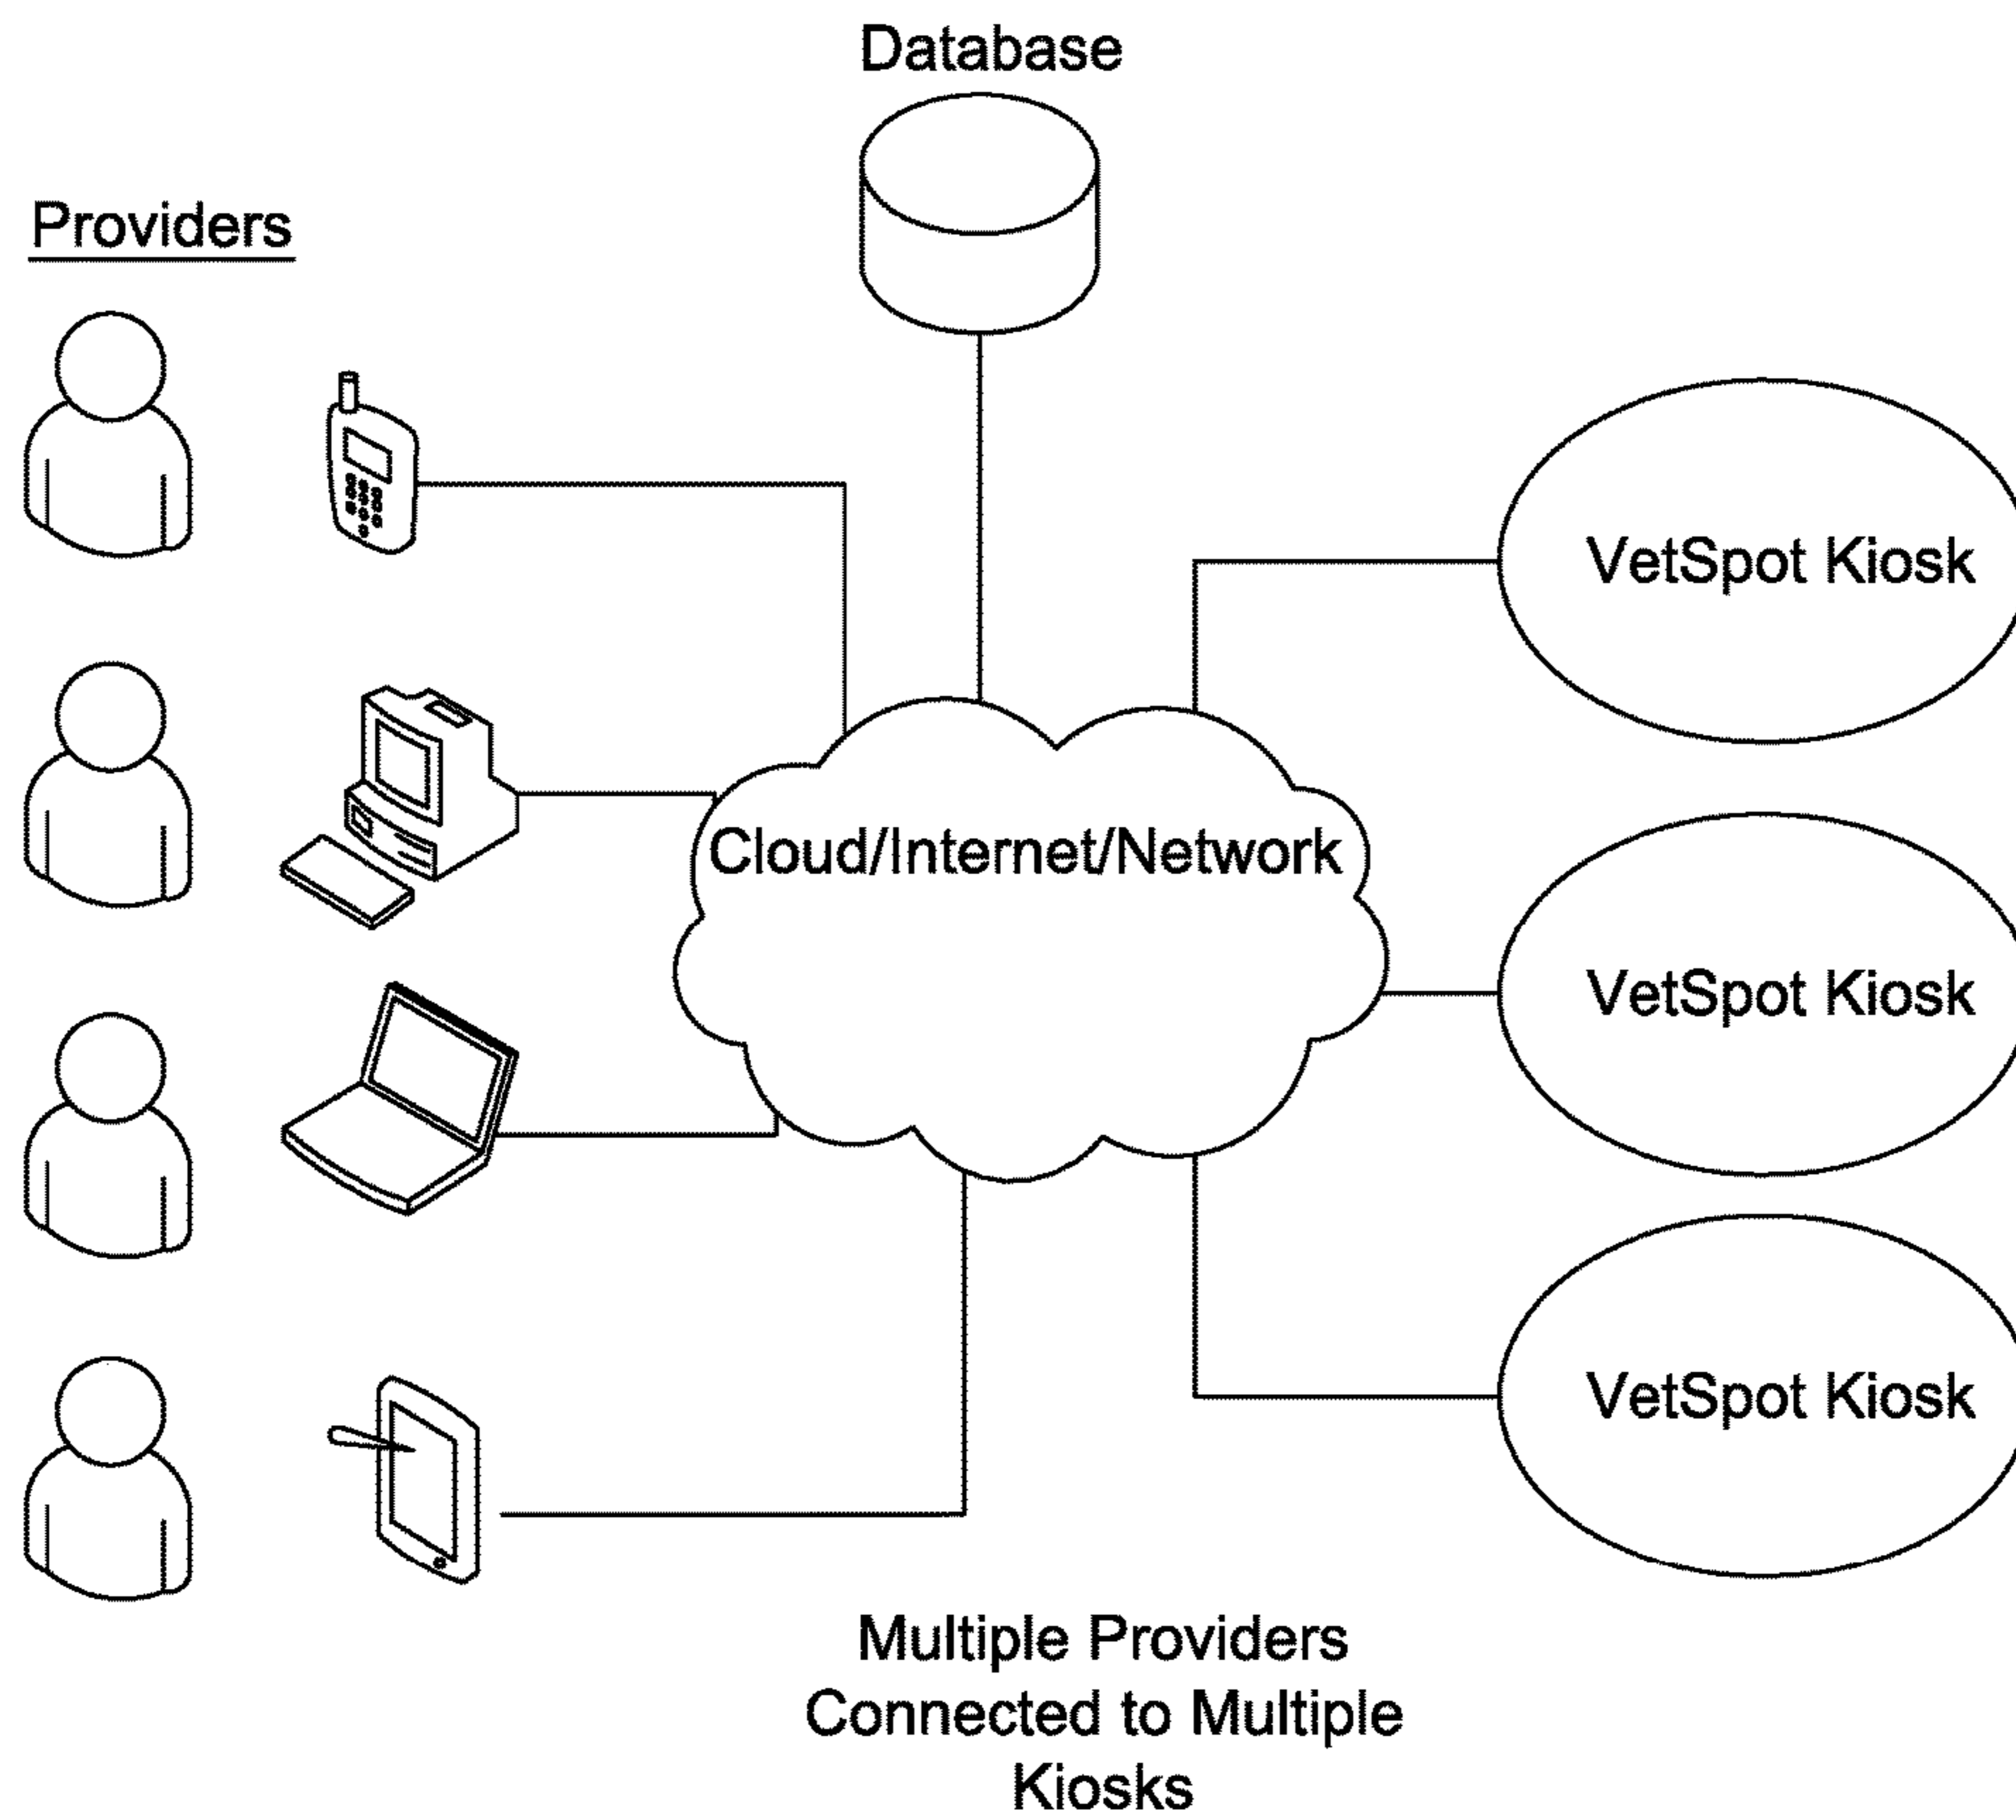 Database
Providers
VetSpot Kiosk
Cloud/Internet/Network
VetSpot Kiosk
VetSpot Kiosk
Multiple Providers
Connected to Multiple
Kiosks